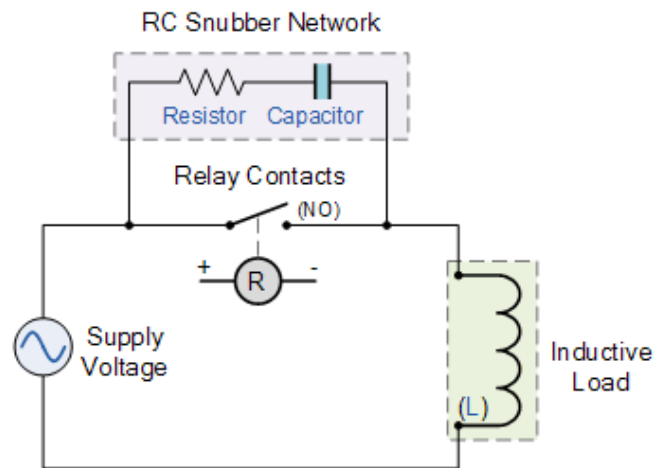 RC Snubber Network
Resistor Capacitor
Relay Contacts
(NO)
+ -
R
Supply
Voltage
Inductive
Load
(L)